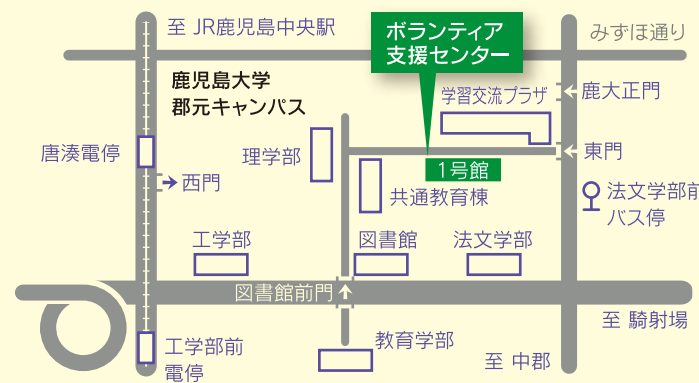 至 JR鹿児島中央駅
ボランティア
支援センター
みずほ通り
鹿児島大学
郡元キャンパス
学習交流プラザ
鹿大正門
唐湊電停
理学部
東門
1号館
西門
共通教育棟
法文学部前
バス停
工学部
図書館
法文学部
図書館前門
至 騎射場
工学部前
電停
教育学部
至 中郡